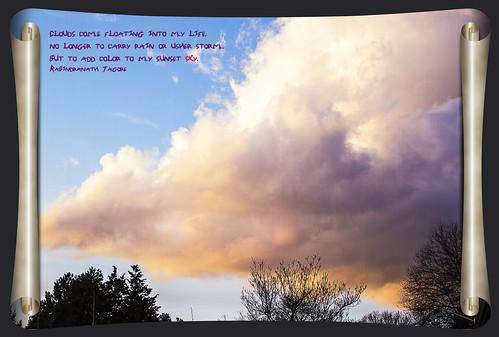 Clouds come floating into my life,
no longer to carry rain or usher storm,
but to add color to my sunset sky.
Rabindranath Tagore